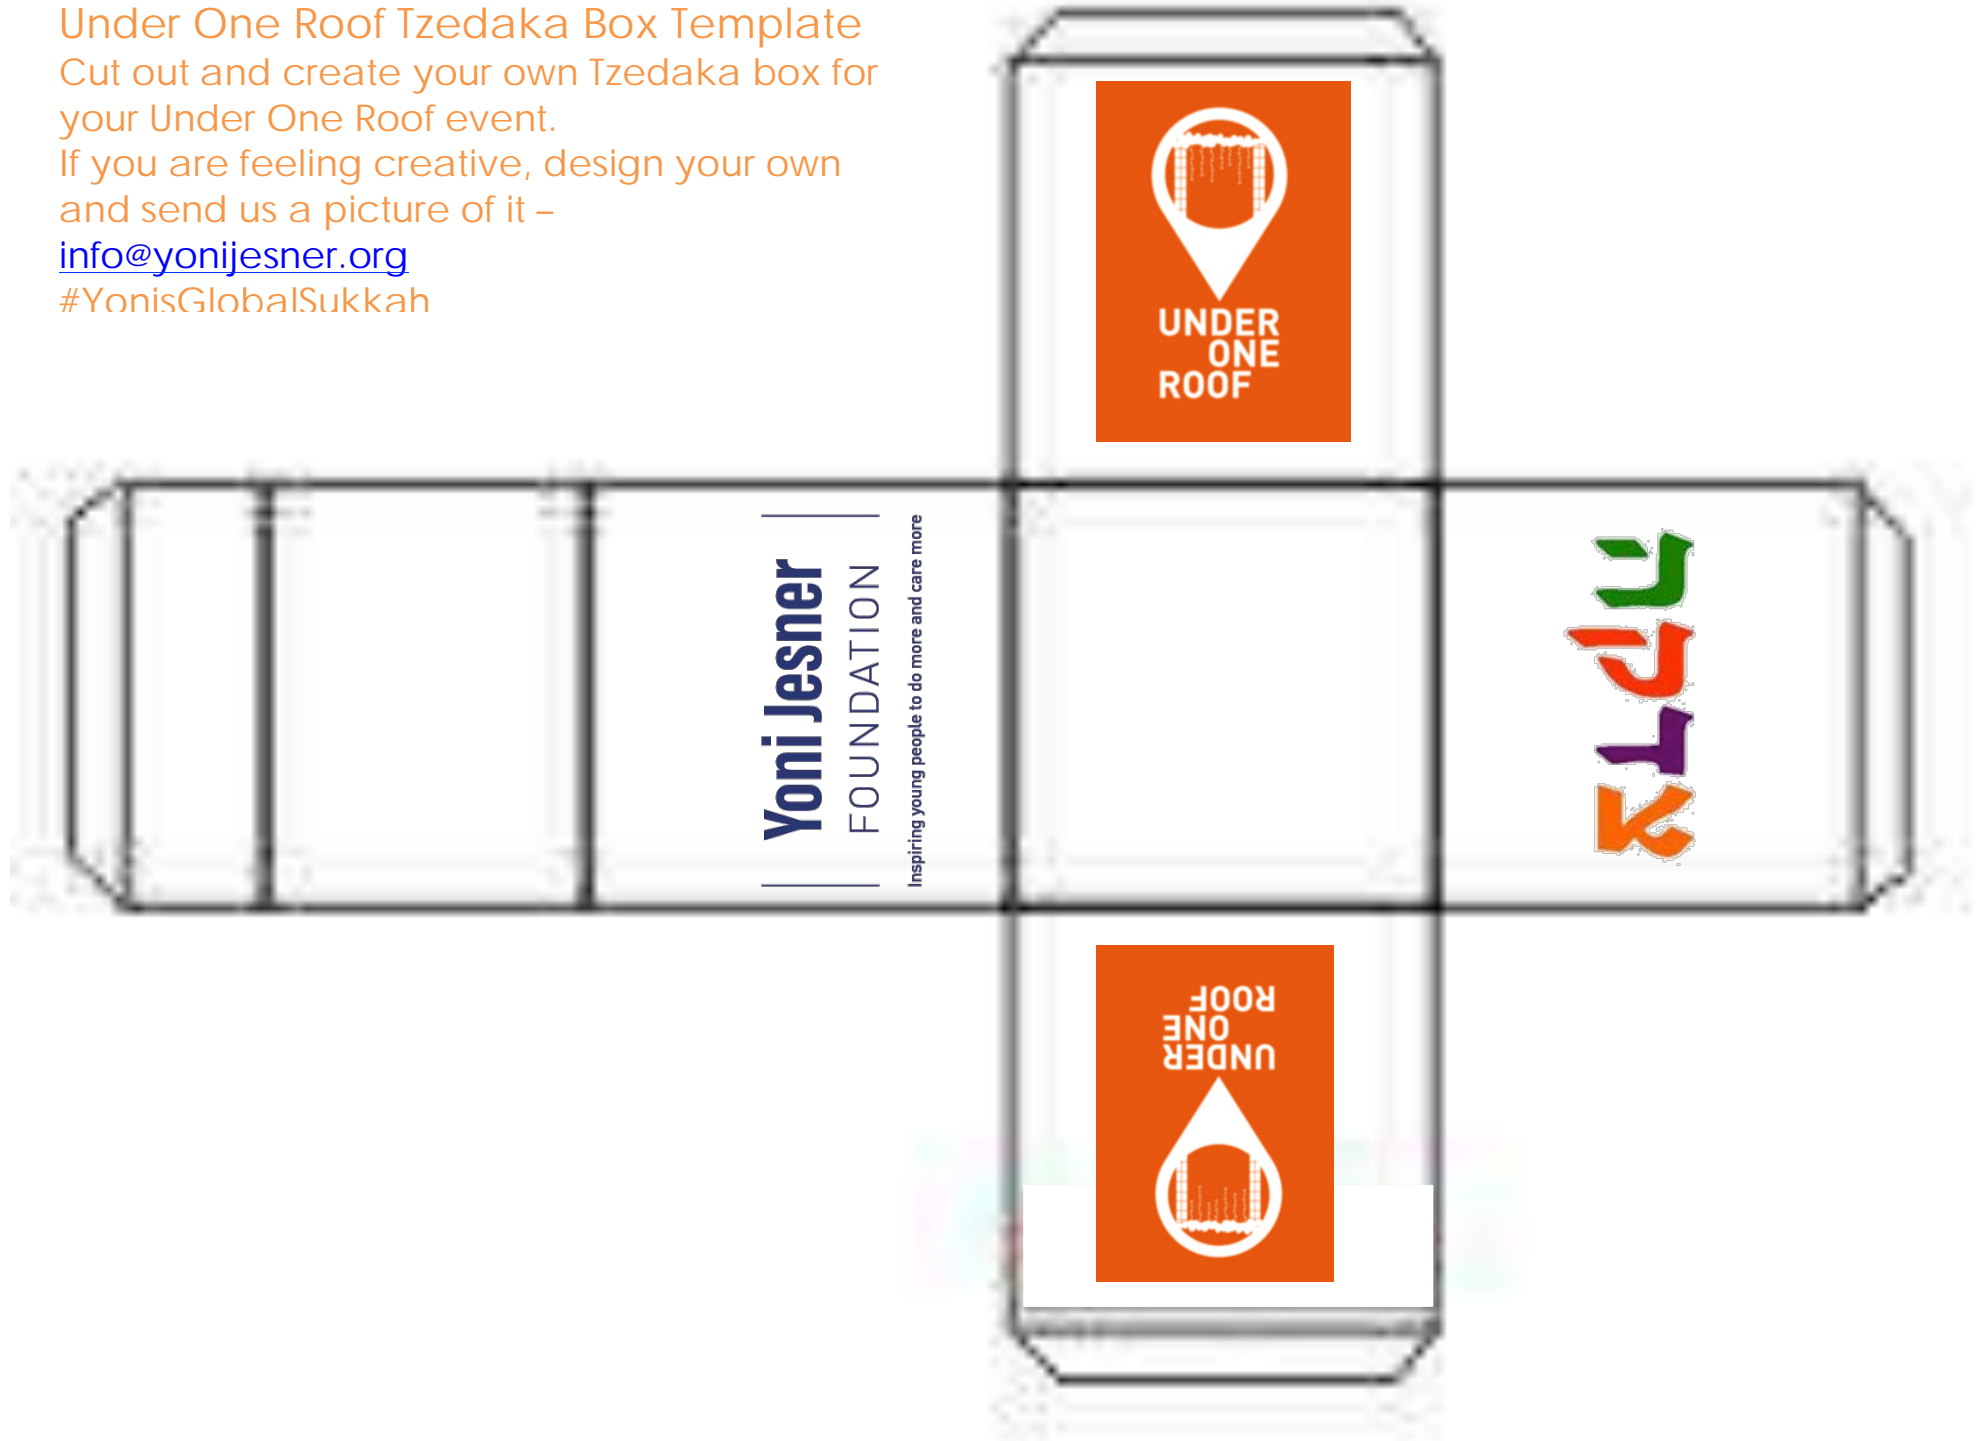 Under One Roof Tzedaka Box Template
Cut out and create your own Tzedaka box for
your Under One Roof event.
If you are feeling creative, design your own
and send us a picture of it –
info@yonijesner.org
#YonisGlobalSukkah
UNDER
ONE
ROOF
Yoni Jesner
FOUNDATION
Inspiring young people to do more and care more
צדקה
UNDER
ONE
ROOF